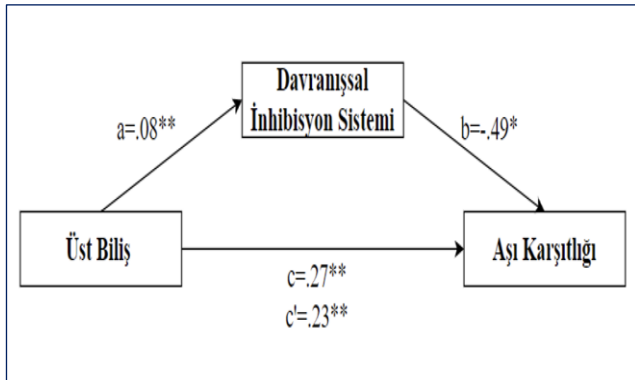 Davranışsal
İnhibisyon Sistemi
a=.08**
b=-.49*
Üst Biliş
Aşı Karşıtlığı
c=.27**
c'=.23**